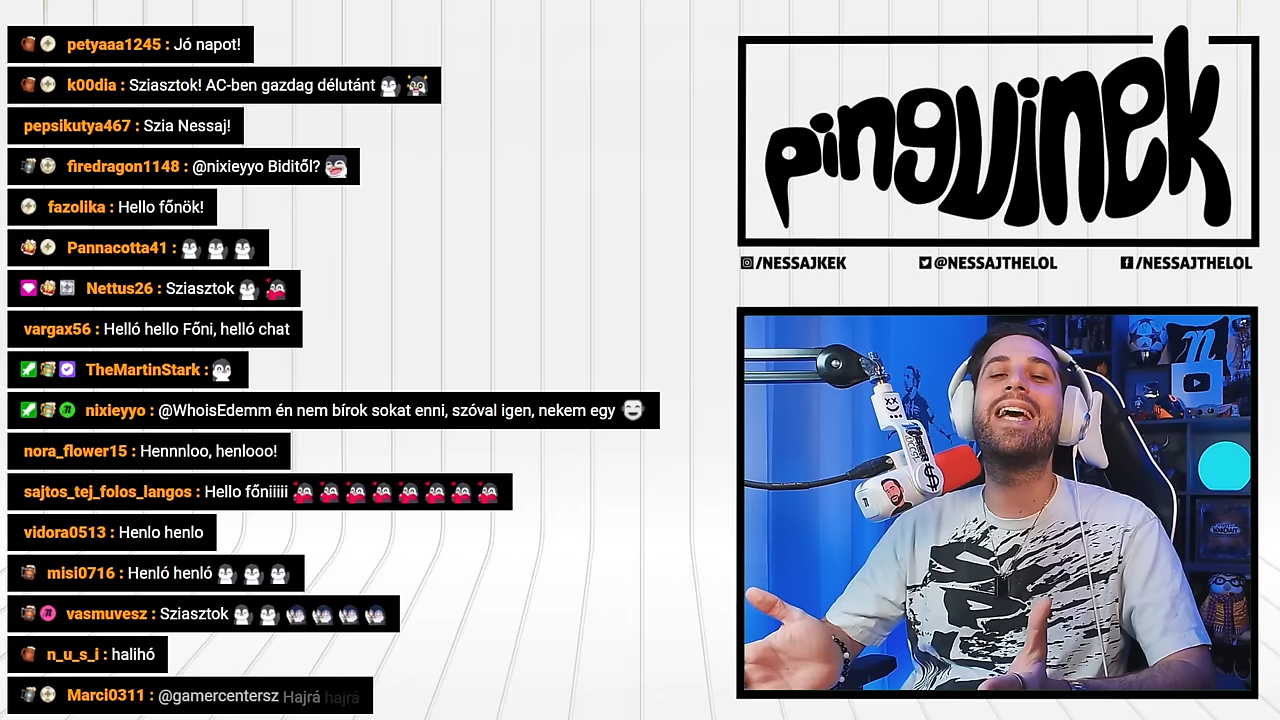 petyaaa1245 : Jó napot!
k00dia : Sziasztok! AC-ben gazdag délutánt
pepsikutya467 : Szia Nessaj!
firedragon1148 : @nixieyyo Biditől?
fazolika : Hello főnök!
Pannacotta41 :
Nettus26 : Sziasztok
vargax56 : Helló hello Főni, helló chat
TheMartinStark :
nixieyyo : @WhoisEdemm én nem bírok sokat enni, szóval igen, nekem egy
nora_flower15 : Hennnloo, henlooo!
sajtos_tej_folos_langos : Hello főniiiii
vidora0513 : Henlo henlo
misi0716 : Henló henló
vasmuvesz : Sziasztok
n_u_s_i : halihó
Marci0311 : @gamercentersz Hajrá hajrá
pingvinek
/NESSAJKEK
@NESSAJTHELOL
/NESSAJTHELOL